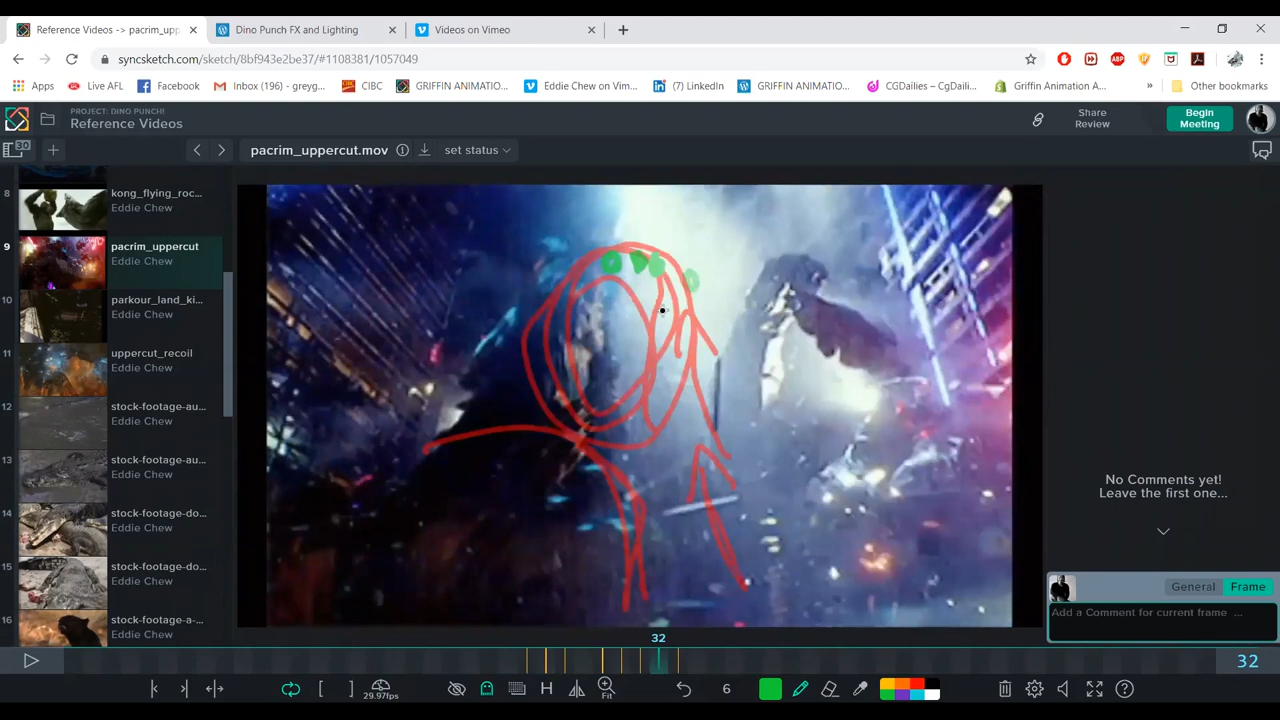 Reference Videos -> pacrim_upp
Dino Punch FX and Lighting
Videos on Vimeo
syncsketch.com/sketch/8bf943e2be37/#1108381/1057049
Apps
Live AFL
Facebook
Inbox (196) - greyg...
CIBC
GRIFFIN ANIMATIO...
Eddie Chew on Vim...
(7) LinkedIn
GRIFFIN ANIMATIO...
CGDailies – CgDaili...
Griffin Animation A...
»
Other bookmarks
PROJECT: DINO PUNCH!
Reference Videos
Share
Review
Begin
Meeting
30
pacrim_uppercut.mov
set status
8
kong_flying_roc...
Eddie Chew
9
pacrim_uppercut
Eddie Chew
10
parkour_land_ki...
Eddie Chew
11
uppercut_recoil
Eddie Chew
12
stock-footage-au...
Eddie Chew
13
stock-footage-au...
Eddie Chew
14
stock-footage-do...
Eddie Chew
15
stock-footage-do...
Eddie Chew
16
stock-footage-a-...
Eddie Chew
No Comments yet!
Leave the first one...
General
Frame
Add a Comment for current frame ...
32
32
29.97fps
H
Fit
6
ABP